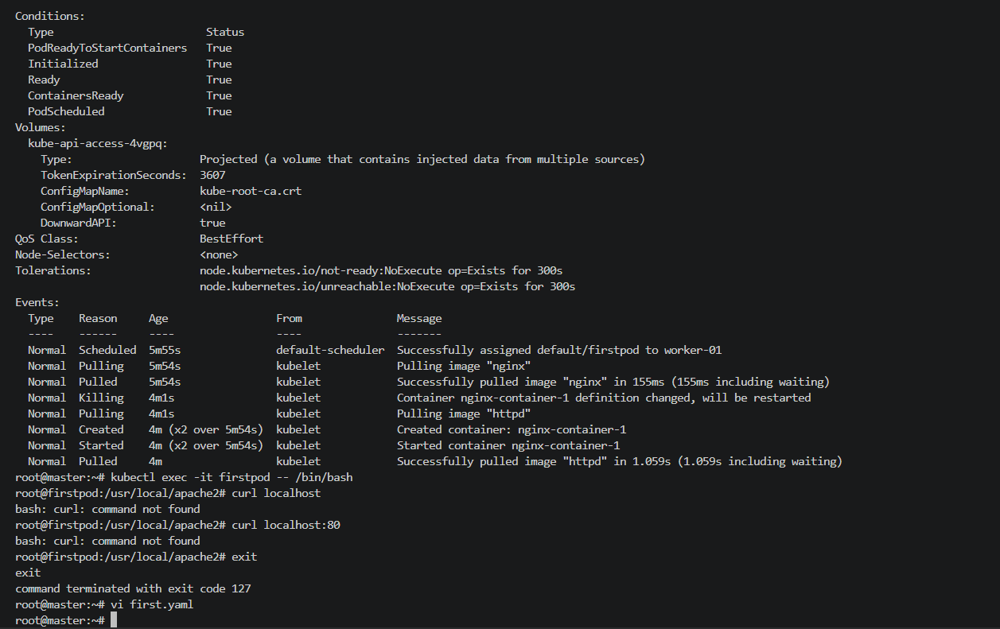 Conditions:
  Type                        Status
  PodReadyToStartContainers   True
  Initialized                 True
  Ready                       True
  ContainersReady             True
  PodScheduled                True
Volumes:
  kube-api-access-4vgpq:
    Type:                    Projected (a volume that contains injected data from multiple sources)
    TokenExpirationSeconds:  3607
    ConfigMapName:           kube-root-ca.crt
    ConfigMapOptional:       <nil>
    DownwardAPI:             true
QoS Class:                   BestEffort
Node-Selectors:              <none>
Tolerations:                 node.kubernetes.io/not-ready:NoExecute op=Exists for 300s
                             node.kubernetes.io/unreachable:NoExecute op=Exists for 300s
Events:
  Type    Reason     Age                 From               Message
  ----    ------     ----                ----               -------
  Normal  Scheduled  5m55s               default-scheduler  Successfully assigned default/firstpod to worker-01
  Normal  Pulling    5m54s               kubelet            Pulling image "nginx"
  Normal  Pulled     5m54s               kubelet            Successfully pulled image "nginx" in 155ms (155ms including waiting)
  Normal  Killing    4m1s                kubelet            Container nginx-container-1 definition changed, will be restarted
  Normal  Pulling    4m1s                kubelet            Pulling image "httpd"
  Normal  Created    4m (x2 over 5m54s)  kubelet            Created container: nginx-container-1
  Normal  Started    4m (x2 over 5m54s)  kubelet            Started container nginx-container-1
  Normal  Pulled     4m                  kubelet            Successfully pulled image "httpd" in 1.059s (1.059s including waiting)
root@master:~# kubectl exec -it firstpod -- /bin/bash
root@firstpod:/usr/local/apache2# curl localhost
bash: curl: command not found
root@firstpod:/usr/local/apache2# curl localhost:80
bash: curl: command not found
root@firstpod:/usr/local/apache2# exit
exit
command terminated with exit code 127
root@master:~# vi first.yaml
root@master:~#